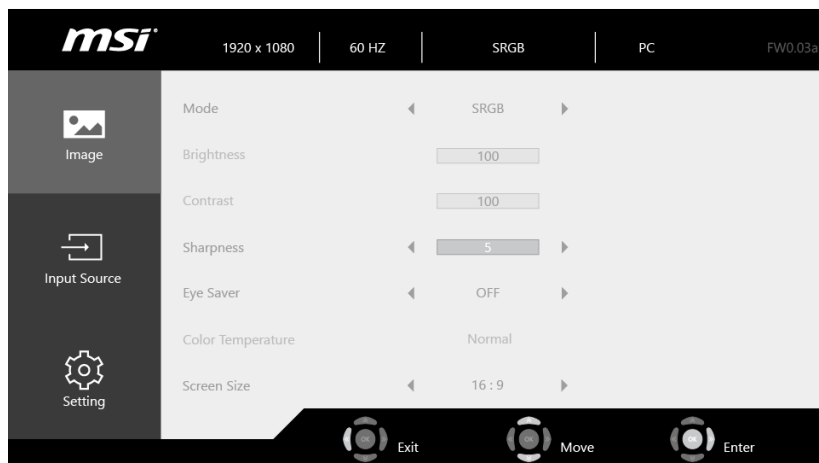 msi
1920 x 1080 60 HZ SRGB PC FW0.03a
Image
Input Source
Setting
Mode SRGB
Brightness 100
Contrast 100
Sharpness 5
Eye Saver OFF
Color Temperature Normal
Screen Size 16 : 9
OK Exit OK Move OK Enter